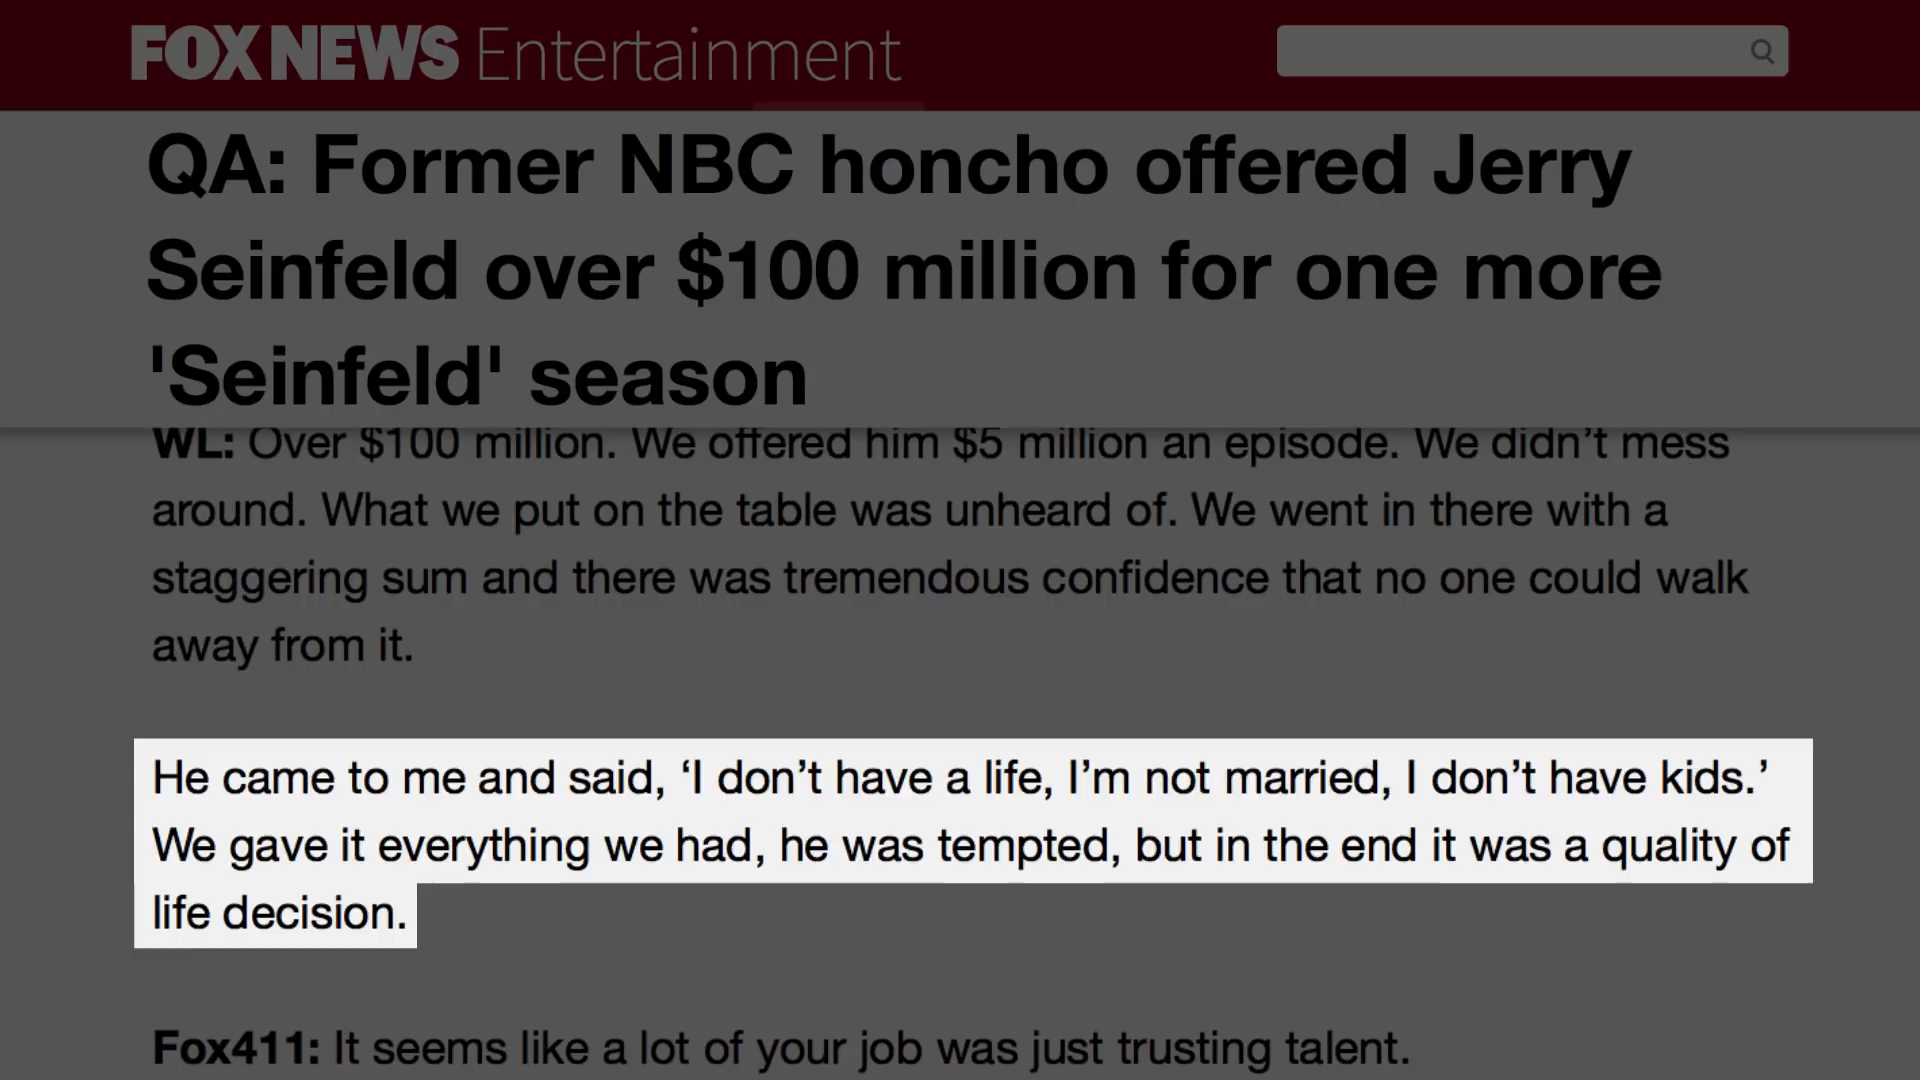 FOX NEWS Entertainment
QA: Former NBC honcho offered Jerry
Seinfeld over $100 million for one more
'Seinfeld' season
WL: Over $100 million. We offered him $5 million an episode. We didn’t mess
around. What we put on the table was unheard of. We went in there with a
staggering sum and there was tremendous confidence that no one could walk
away from it.
He came to me and said, ‘I don’t have a life, I’m not married, I don’t have kids.’
We gave it everything we had, he was tempted, but in the end it was a quality of
life decision.
Fox411: It seems like a lot of your job was just trusting talent.